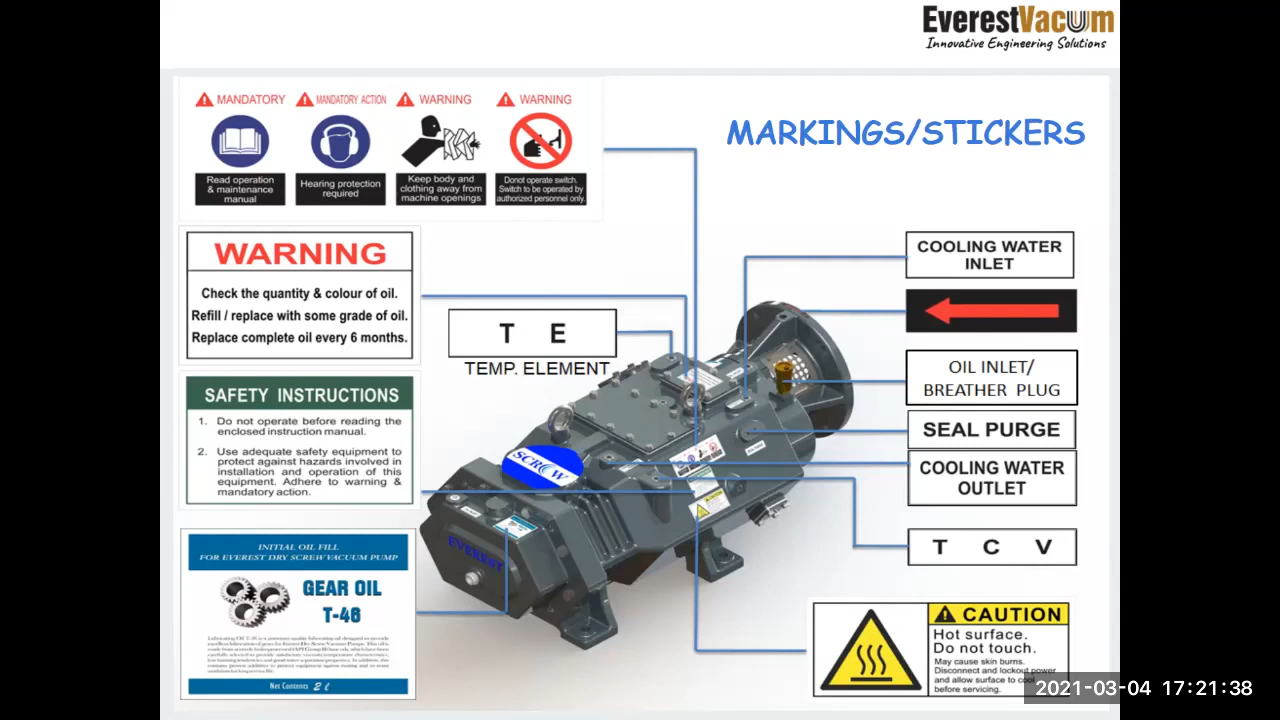 EverestVacuum
Innovative Engineering Solutions
MARKINGS/STICKERS
MANDATORY
Read operation
& maintenance
manual
MANDATORY ACTION
Hearing protection
required
WARNING
Keep body and
clothing away from
machine openings
WARNING
Donot operate switch.
Switch to be operated by
authorized personnel only.
WARNING
Check the quantity & colour of oil.
Refill / replace with some grade of oil.
Replace complete oil every 6 months.
T E
TEMP. ELEMENT
SAFETY INSTRUCTIONS
1. Do not operate before reading the
enclosed instruction manual.
2. Use adequate safety equipment to
protect against hazards involved in
installation and operation of this
equipment. Adhere to warning &
mandatory action.
INITIAL OIL FILL
FOR EVEREST DRY SCREW VACUUM PUMP
GEAR OIL
T-46
Net Contents 2 ℓ
SCREW
EVEREST
COOLING WATER
INLET
OIL INLET/
BREATHER PLUG
SEAL PURGE
COOLING WATER
OUTLET
T C V
CAUTION
Hot surface.
Do not touch.
May cause skin burns.
Disconnect and lockout power
and allow surface to cool
before servicing.
2021-03-04 17:21:38